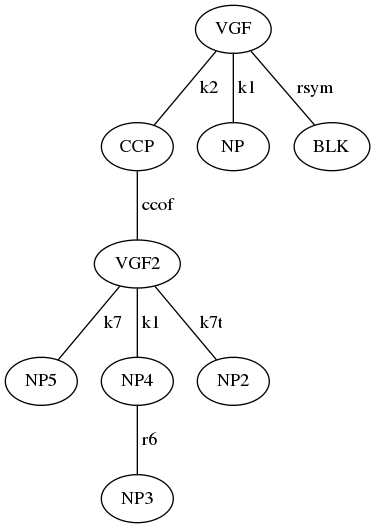 VGF
k2 k1 rsym
CCP NP BLK
ccof
VGF2
k7 k1 k7t
NP5 NP4 NP2
r6
NP3